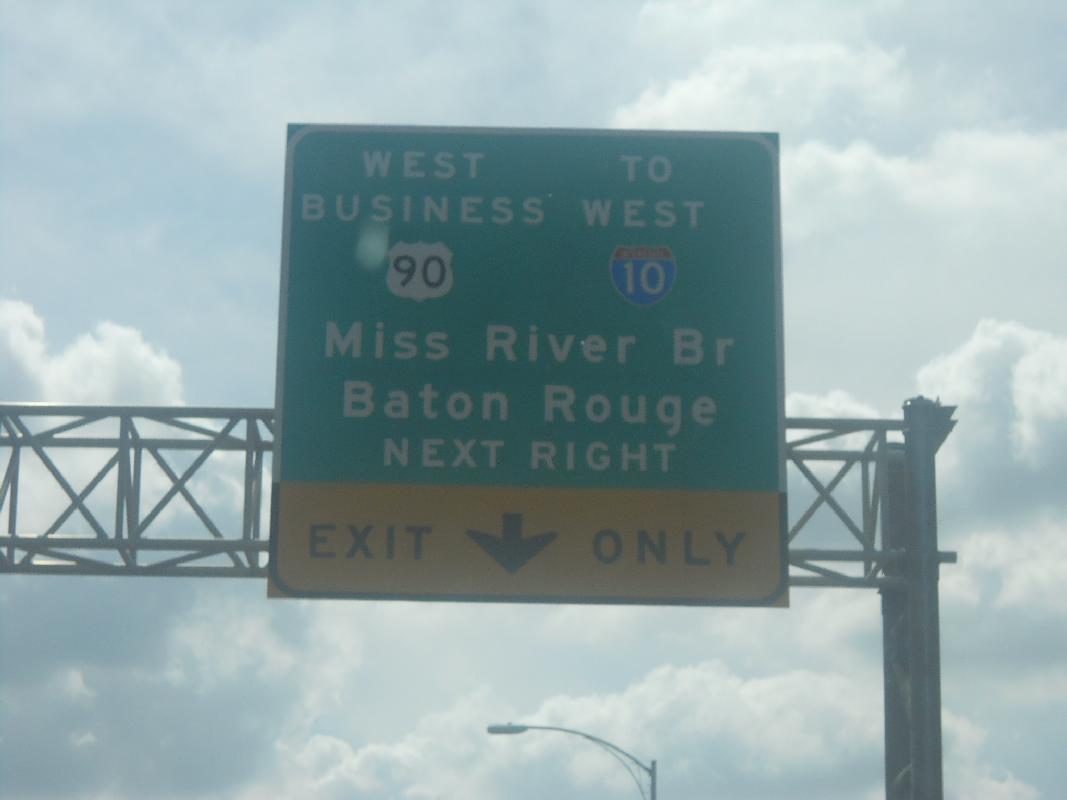 WEST TO
BUSINESS WEST
90 10
Miss River Br
Baton Rouge
NEXT RIGHT
EXIT ONLY